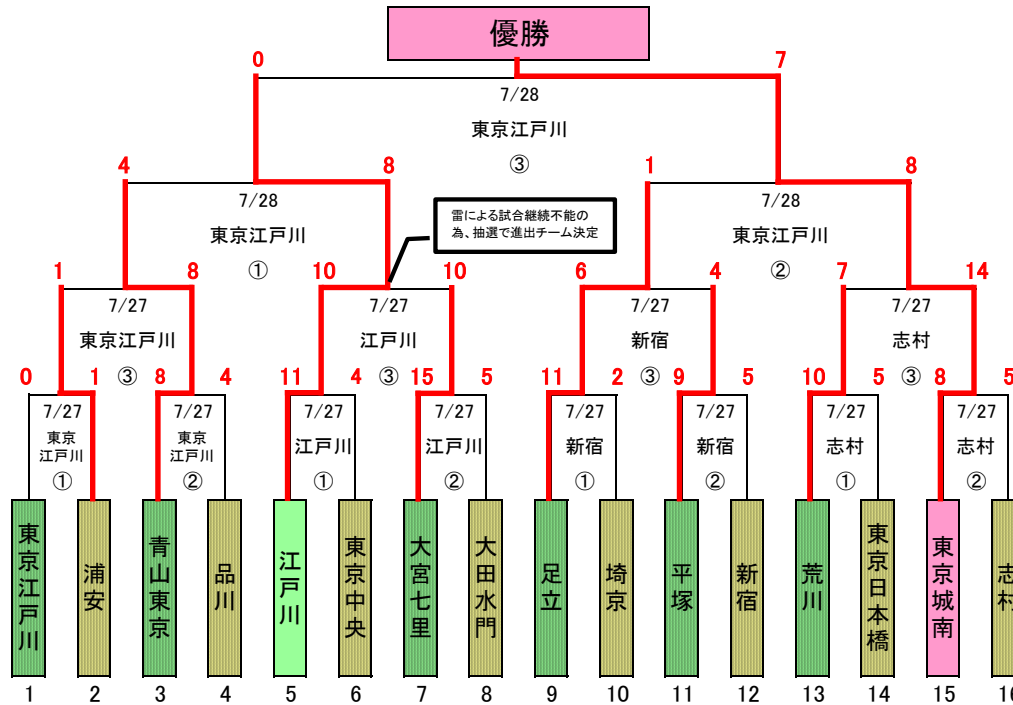 優勝
0 7
7/28
東京江戸川
③
4 8 1 8
7/28 7/28
東京江戸川 東京江戸川
① ②
雷による試合継続不能の
為、抽選で進出チーム決定
1 8 10 10 6 4 7 14
7/27 7/27 7/27 7/27
東京江戸川 江戸川 新宿 志村
③ ③ ③ ③
0 1 8 4 11 4 15 5 11 2 9 5 10 5 8 5
7/27 7/27 7/27 7/27 7/27 7/27 7/27 7/27
東京
江戸川
東京
江戸川
江戸川 江戸川 新宿 新宿 志村 志村
① ② ① ② ① ② ① ②
東京江戸川
浦安
青山東京
品川
江戸川
東京中央
大宮七里
大田水門
足立
埼京
平塚
新宿
荒川
東京日本橋
東京城南
志村
1 2 3 4 5 6 7 8 9 10 11 12 13 14 15 16